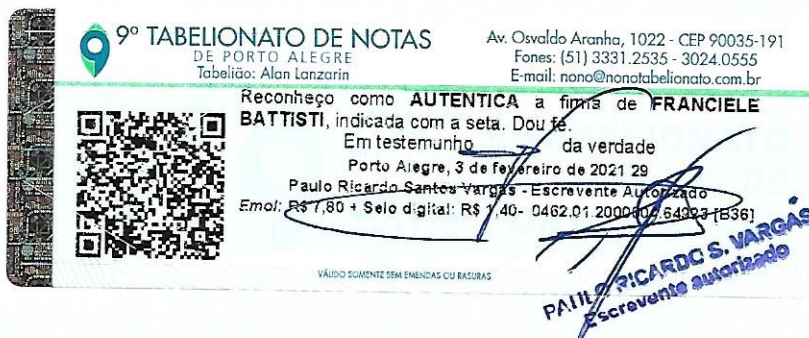 9º TABELIONATO DE NOTAS
DE PORTO ALEGRE
Tabelião: Alan Lanzarin
Av. Osvaldo Aranha, 1022 - CEP 90035-191
Fones: (51) 3331.2535 - 3024.0555
E-mail: nono@nonotabelionato.com.br
Reconheço como AUTENTICA a firma de FRANCIELE
BATTISTI, indicada com a seta. Dou fé.
Em testemunho da verdade
Porto Alegre, 3 de fevereiro de 2021 29
Paulo Ricardo Santos Vargas - Escrevente Autorizado
Emol: R$ 7,80 + Selo digital: R$ 1,40- 0462.01 [B36]
VÁLIDO SOMENTE SEM EMENDAS OU RASURAS
PAULO RICARDO S. VARGAS
Escrevente autorizado